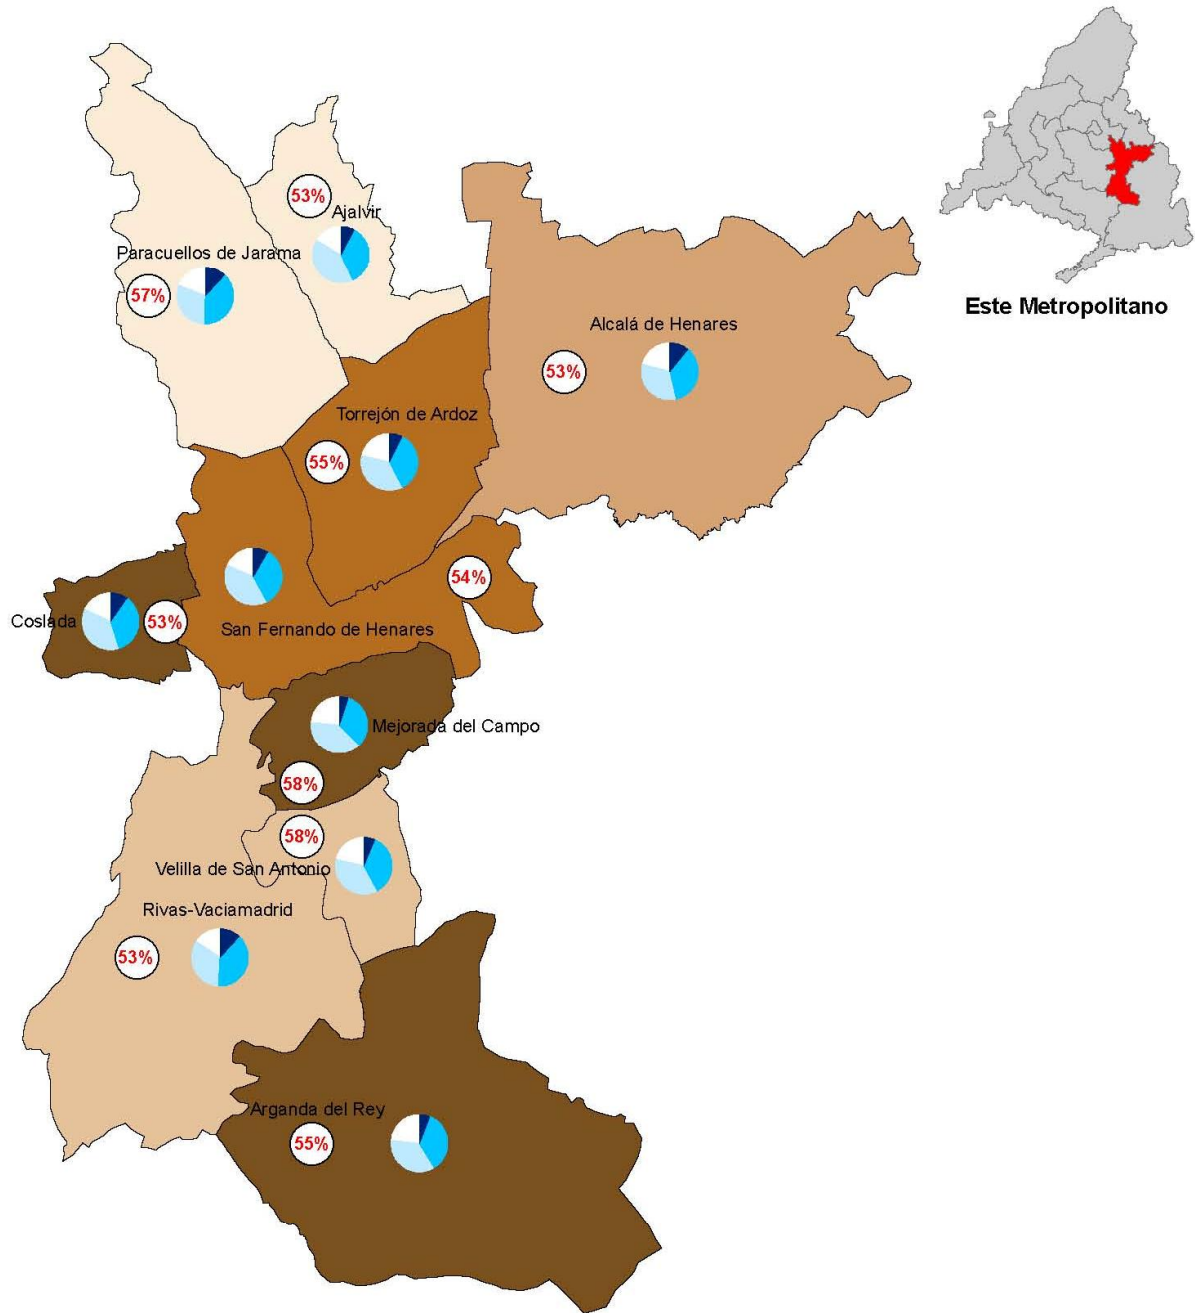 53%
Ajalvir
Paracuellos de Jarama
57%
Este Metropolitano
Alcalá de Henares
53%
Torrejón de Ardoz
55%
54%
Coslada
53%
San Fernando de Henares
Mejorada del Campo
58%
58%
Velilla de San Antonio
Rivas-Vaciamadrid
53%
Arganda del Rey
55%